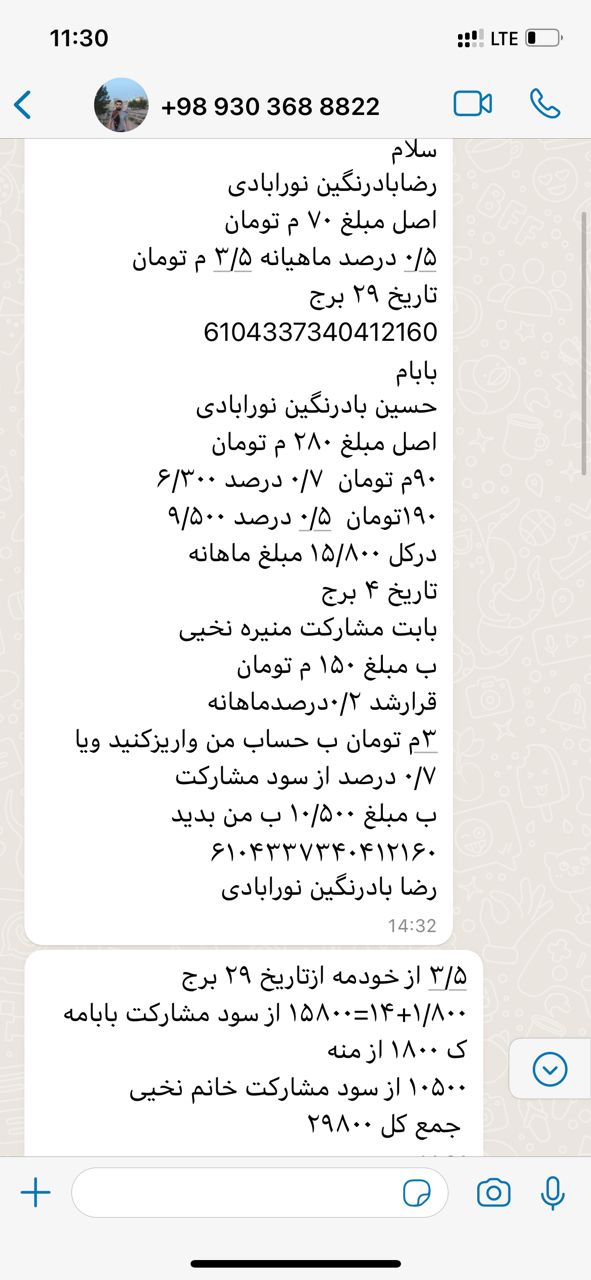 11:30
LTE
+98 930 368 8822
سلام
رضابادرنگین نورابادی
اصل مبلغ ۷۰ م تومان
۰/۵ درصد ماهیانه ۳/۵ م تومان
تاریخ ۲۹ برج
6104337340412160
بابام
حسین بادرنگین نورابادی
اصل مبلغ ۲۸۰ م تومان
۹۰م تومان ۰/۷ درصد ۶/۳۰۰
۱۹۰تومان ۰/۵ درصد ۹/۵۰۰
درکل ۱۵/۸۰۰ مبلغ ماهانه
تاریخ ۴ برج
بابت مشارکت منیره نخیی
ب مبلغ ۱۵۰ م تومان
قرارشد ۰/۲درصدماهانه
۳م تومان ب حساب من واریزکنید ویا
۰/۷ درصد از سود مشارکت
ب مبلغ ۱۰/۵۰۰ ب من بدید
۶۱۰۴۳۳۷۳۴۰۴۱۲۱۶۰
رضا بادرنگین نورابادی
14:32
۳/۵ از خودمه ازتاریخ ۲۹ برج
۱/۸۰۰+۱۴=۱۵۸۰۰ از سود مشارکت بابامه
ک ۱۸۰۰ از منه
۱۰۵۰۰ از سود مشارکت خانم نخیی
جمع کل ۲۹۸۰۰